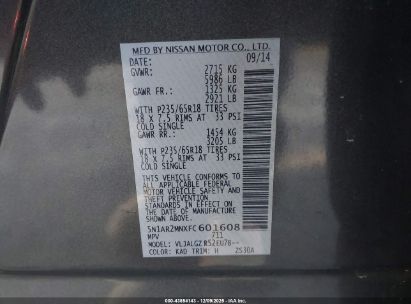 MFD BY NISSAN MOTOR CO., LTD.
DATE: 09/14
GVWR: 2715 KG
5986 LB
GAWR FR.: 1325 KG
2921 LB
WITH P235/65R18 TIRES
18 X 7.5 RIMS AT 33 PSI
COLD SINGLE
GAWR RR.: 1454 KG
3205 LB
WITH P235/65R18 TIRES
18 X 7.5 RIMS AT 33 PSI
COLD SINGLE
THIS VEHICLE CONFORMS TO ALL
APPLICABLE FEDERAL MOTOR VEHICLE
SAFETY STANDARDS IN EFFECT ON
THE DATE OF MANUFACTURE SHOWN
ABOVE.
5N1AR2MNXFC601608
MPV 711
MODEL: VLJALGZ R52EU78--
COLOR: KAD TRIM: H